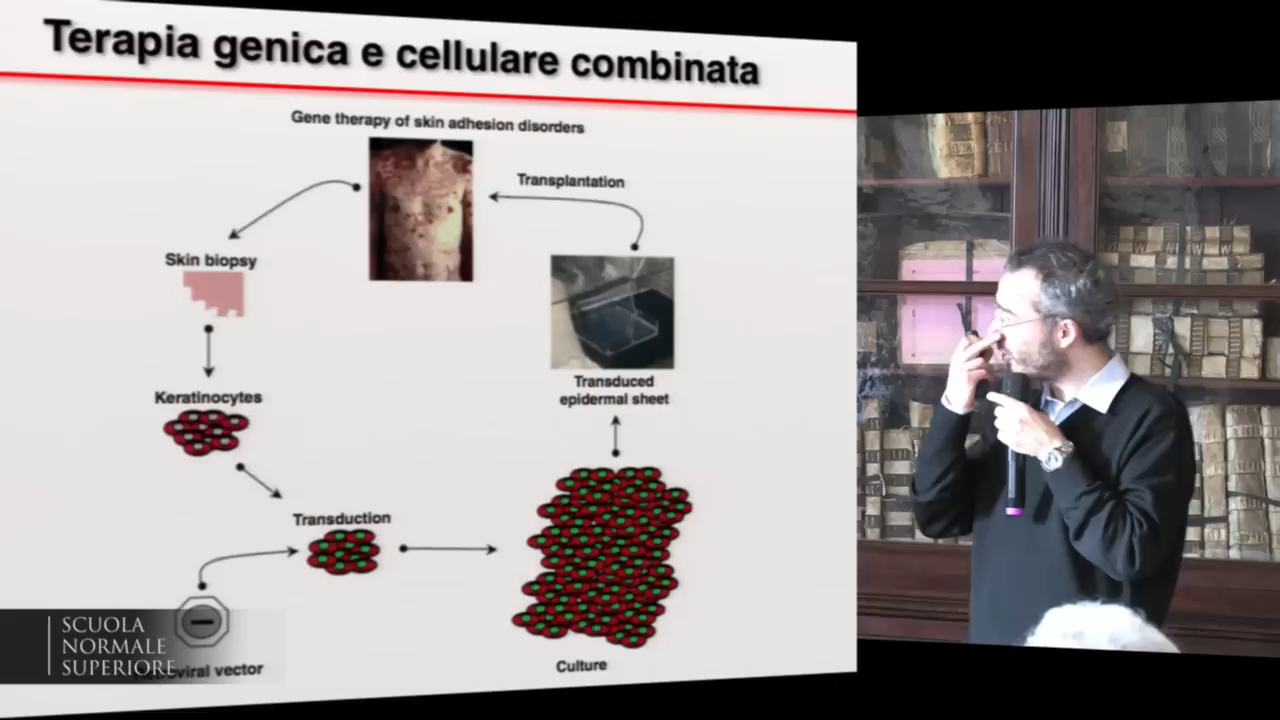 Terapia genica e cellulare combinata
Gene therapy of skin adhesion disorders
Transplantation
Skin biopsy
Transduced
epidermal sheet
Keratinocytes
Transduction
Culture
viral vector
SCUOLA
NORMALE
SUPERIORE